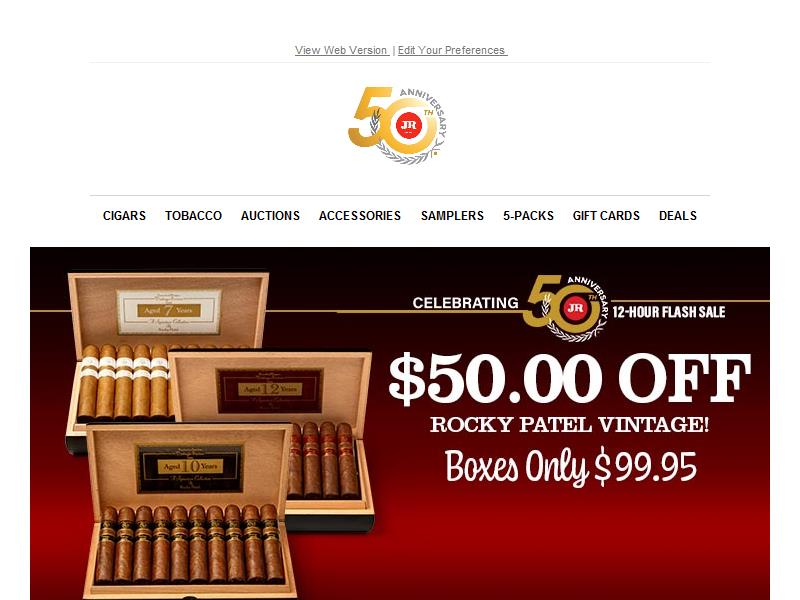 View Web Version | Edit Your Preferences
50TH ANNIVERSARY
JR
CIGARS TOBACCO AUCTIONS ACCESSORIES SAMPLERS 5-PACKS GIFT CARDS DEALS
CELEBRATING 50TH ANNIVERSARY JR 12-HOUR FLASH SALE
$50.00 OFF
ROCKY PATEL VINTAGE!
Boxes Only $99.95
Aged 7 Years
Aged 12 Years
Aged 10 Years